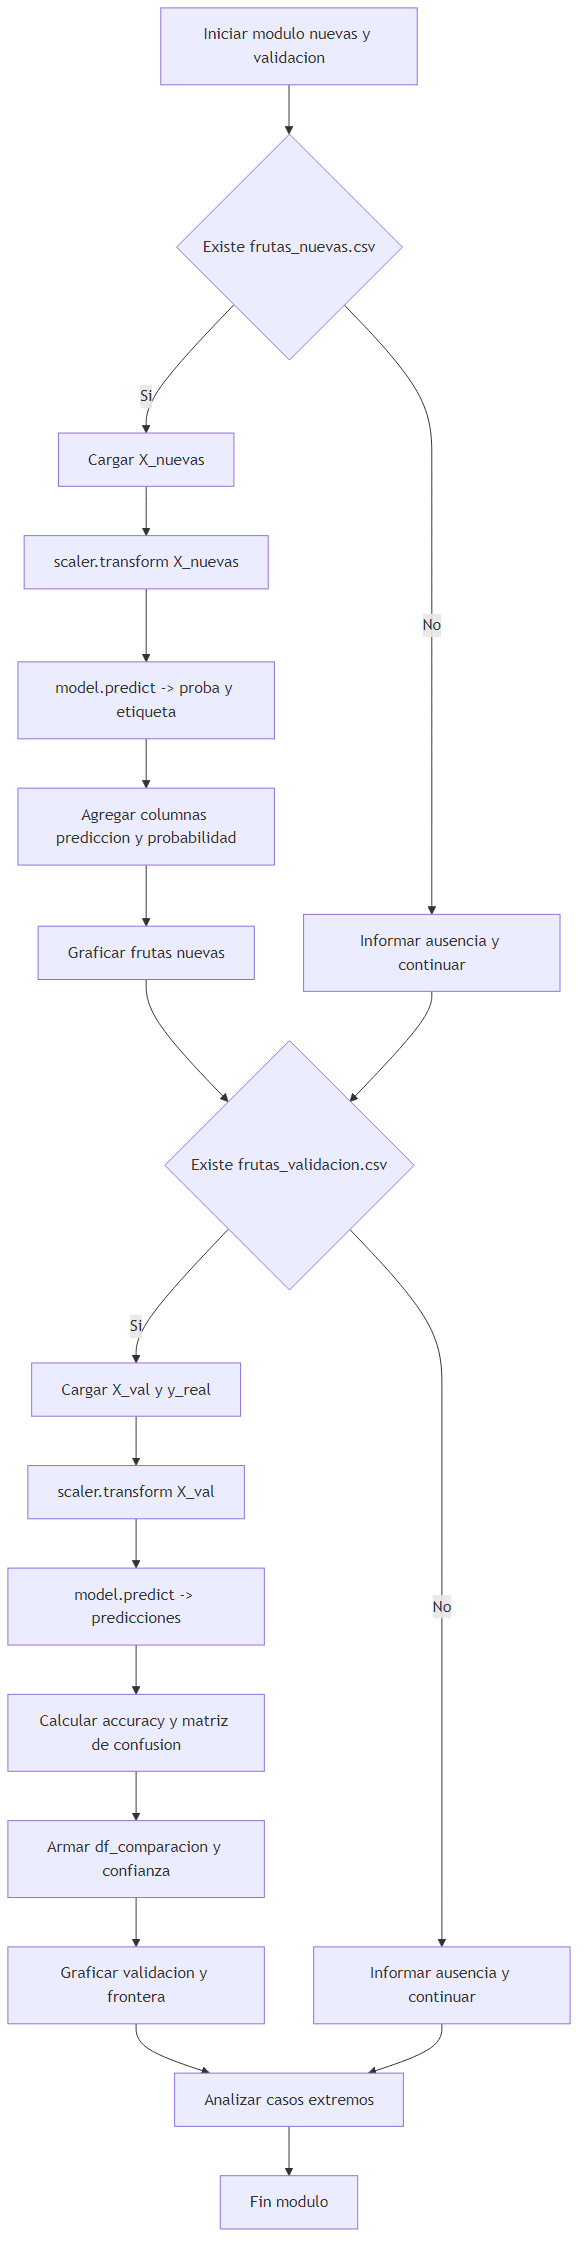 Iniciar modulo nuevas y
validacion
Existe frutas_nuevas.csv
Si
Cargar X_nuevas
scaler.transform X_nuevas
No
model.predict -> proba y
etiqueta
Agregar columnas
prediccion y probabilidad
Graficar frutas nuevas
Informar ausencia y
continuar
Existe frutas_validacion.csv
Si
Cargar X_val y y_real
scaler.transform X_val
model.predict ->
predicciones
No
Calcular accuracy y matriz
de confusion
Armar df_comparacion y
confianza
Graficar validacion y
frontera
Informar ausencia y
continuar
Analizar casos extremos
Fin modulo